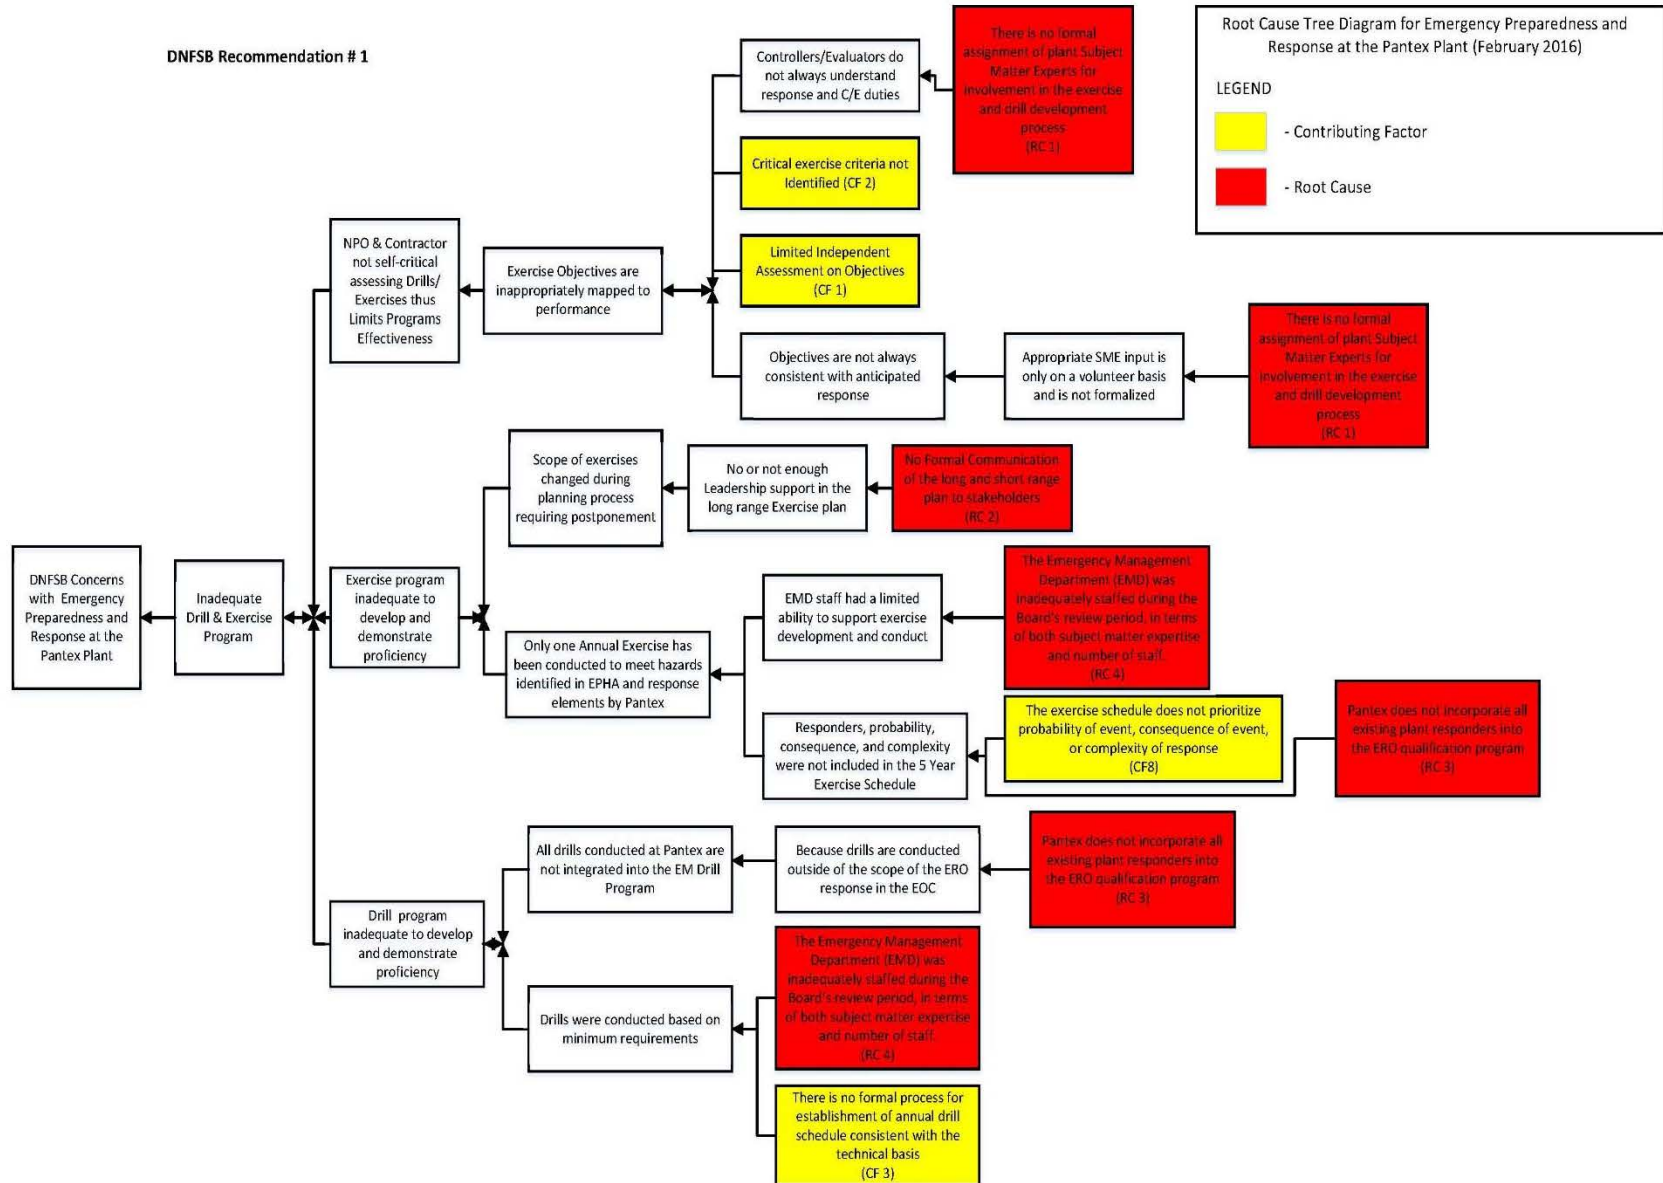 DNFSB Recommendation # 1
Root Cause Tree Diagram for Emergency Preparedness and
Response at the Pantex Plant (February 2016)
LEGEND
- Contributing Factor
- Root Cause
There is no formal
assignment of plant Subject
Matter Experts for
involvement in the exercise
and drill development
process
(RC 1)
Controllers/Evaluators do
not always understand
response and C/E duties
Critical exercise criteria not
Identified (CF 2)
Limited Independent
Assessment on Objectives
(CF 1)
NPO & Contractor
not self-critical
assessing Drills/
Exercises thus
Limits Programs
Effectiveness
Exercise Objectives are
inappropriately mapped to
performance
Objectives are not always
consistent with anticipated
response
Appropriate SME input is
only on a volunteer basis
and is not formalized
There is no formal
assignment of plant Subject
Matter Experts for
involvement in the exercise
and drill development
process
(RC 1)
Scope of exercises
changed during
planning process
requiring postponement
No or not enough
Leadership support in the
long range Exercise plan
No Formal Communication
of the long and short range
plan to stakeholders
(RC 2)
DNFSB Concerns
with Emergency
Preparedness and
Response at the
Pantex Plant
Inadequate
Drill & Exercise
Program
Exercise program
inadequate to
develop and
demonstrate
proficiency
EMD staff had a limited
ability to support exercise
development and conduct
The Emergency Management
Department (EMD) was
inadequately staffed during the
Board's review period, in terms
of both subject matter expertise
and number of staff.
(RC 4)
Only one Annual Exercise has
been conducted to meet hazards
identified in EPHA and response
elements by Pantex
Responders, probability,
consequence, and complexity
were not included in the 5 Year
Exercise Schedule
The exercise schedule does not prioritize
probability of event, consequence of event,
or complexity of response
(CF8)
Pantex does not incorporate all
existing plant responders into
the ERO qualification program
(RC 3)
All drills conducted at Pantex are
not integrated into the EM Drill
Program
Because drills are conducted
outside of the scope of the ERO
response in the EOC
Pantex does not incorporate all
existing plant responders into
the ERO qualification program
(RC 3)
Drill program
inadequate to develop
and demonstrate
proficiency
The Emergency Management
Department (EMD) was
inadequately staffed during the
Board's review period, in terms
of both subject matter expertise
and number of staff.
(RC 4)
Drills were conducted based on
minimum requirements
There is no formal process for
establishment of annual drill
schedule consistent with the
technical basis
(CF 3)